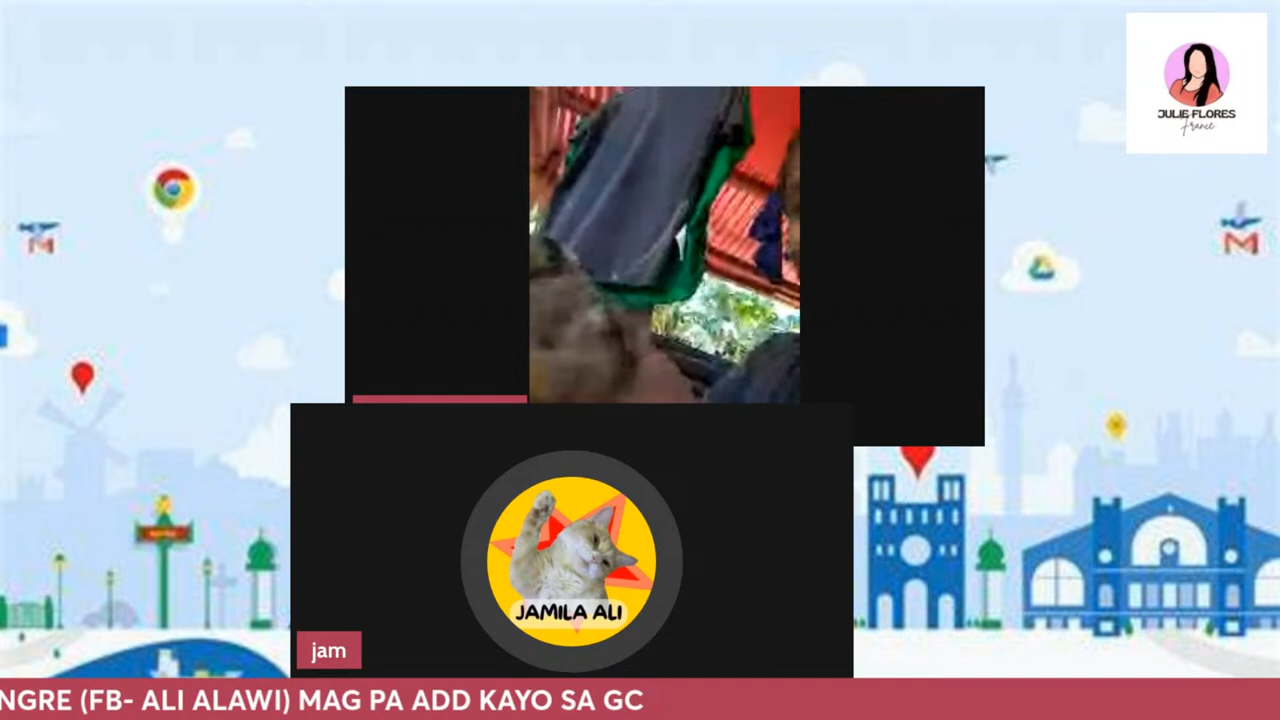 JULIE FLORES
France
JAMILA ALI
jam
NGRE (FB- ALI ALAWI) MAG PA ADD KAYO SA GC